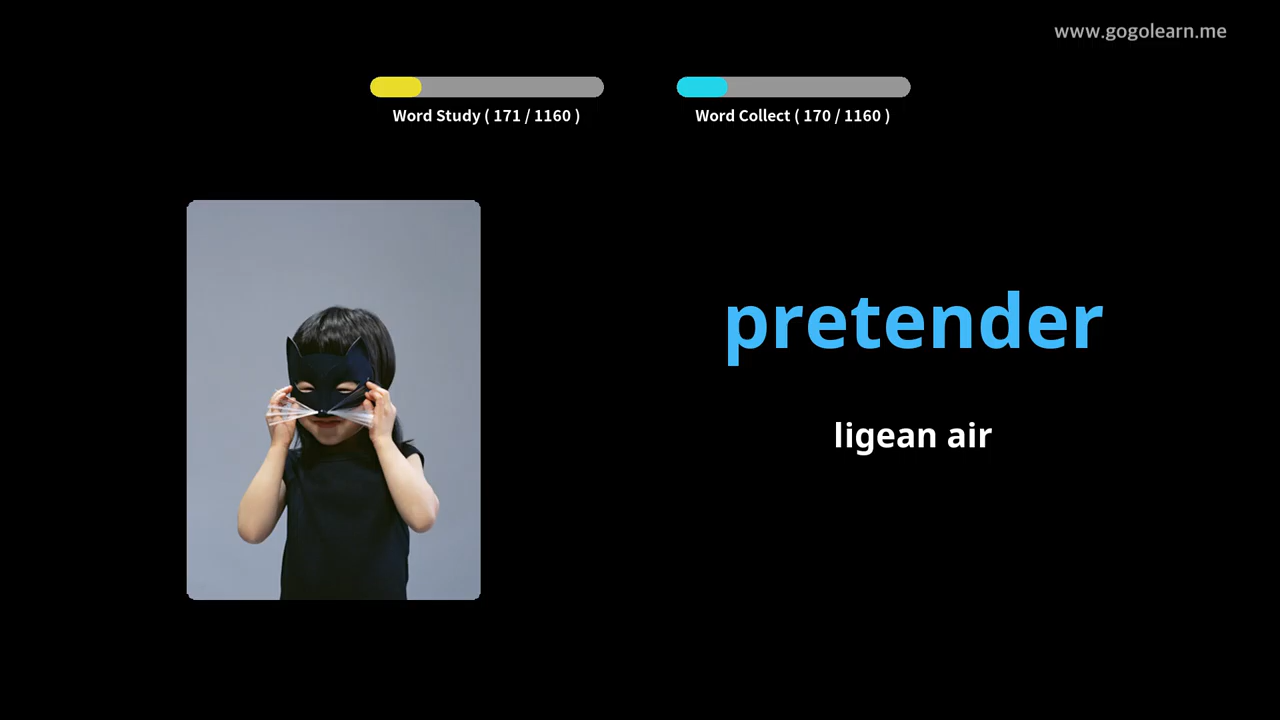 www.gogolearn.me
Word Study ( 171 / 1160 )
Word Collect ( 170 / 1160 )
pretender
ligean air